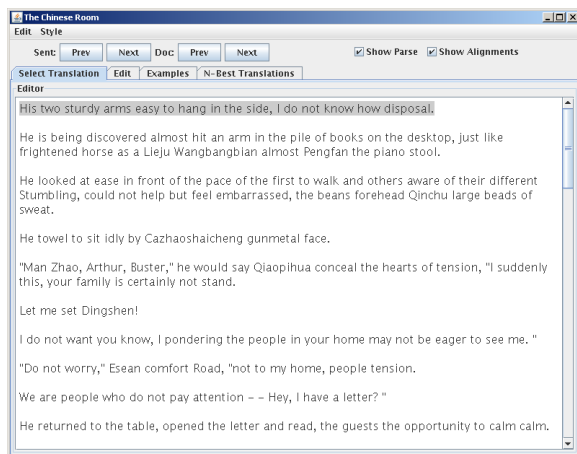 The Chinese Room
Edit Style
Sent: Prev Next Doc: Prev Next Show Parse Show Alignments
Select Translation Edit Examples N-Best Translations
Editor
His two sturdy arms easy to hang in the side, I do not know how disposal.
He is being discovered almost hit an arm in the pile of books on the desktop, just like
frightened horse as a Lieju Wangbangbian almost Pengfan the piano stool.
He looked at ease in front of the pace of the first to walk and others aware of their different
Stumbling, could not help but feel embarrassed, the beans forehead Qinchu large beads of
sweat.
He towel to sit idly by Cazhaoshaicheng gunmetal face.
"Man Zhao, Arthur, Buster," he would say Qiaopihua conceal the hearts of tension, "I suddenly
this, your family is certainly not stand.
Let me set Dingshen!
I do not want you know, I pondering the people in your home may not be eager to see me. "
"Do not worry," Esean comfort Road, "not to my home, people tension.
We are people who do not pay attention – – Hey, I have a letter? "
He returned to the table, opened the letter and read, the guests the opportunity to calm calm.